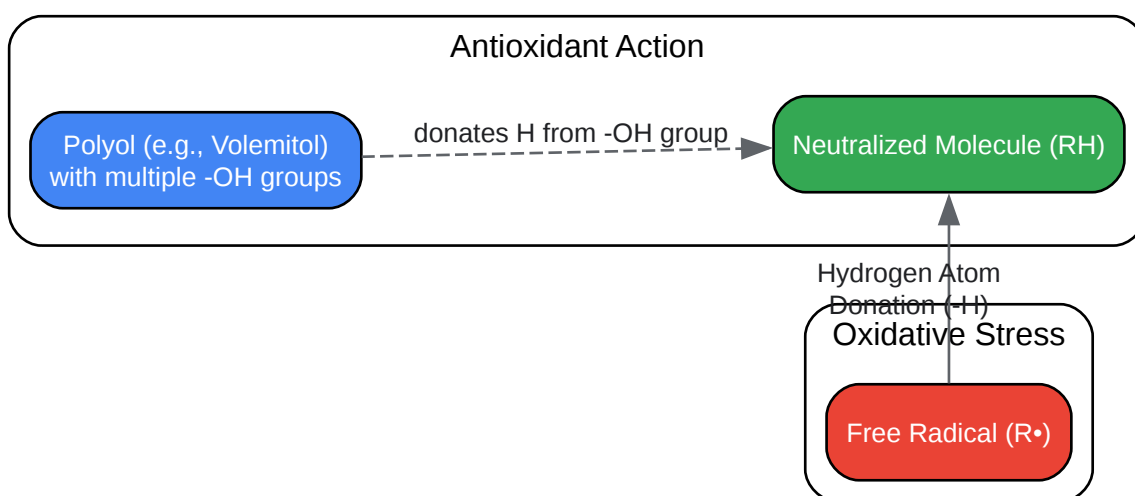 Antioxidant Action
Polyol (e.g., Volemitol)
with multiple -OH groups
donates H from -OH group
Neutralized Molecule (RH)
Hydrogen Atom
Donation (-H)
Oxidative Stress
Free Radical (R•)